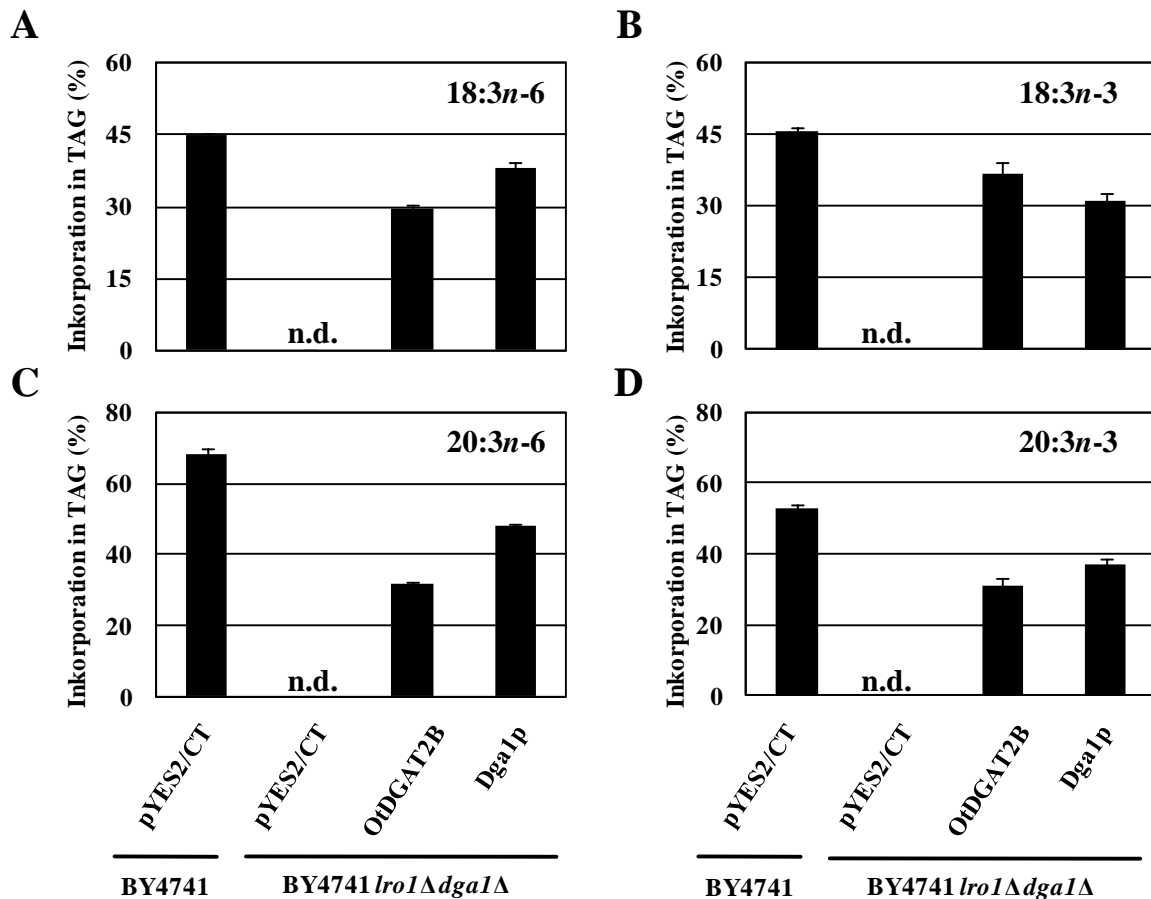 A
Inkorporation in TAG (%)
60
45
30
15
0
18:3n-6
n.d.
B
Inkorporation in TAG (%)
60
45
30
15
0
18:3n-3
n.d.
C
Inkorporation in TAG (%)
80
60
40
20
0
20:3n-6
n.d.
pYES2/CT
pYES2/CT
OtDGAT2B
Dga1p
BY4741
BY4741 lro1Δdga1Δ
D
Inkorporation in TAG (%)
80
60
40
20
0
20:3n-3
n.d.
pYES2/CT
pYES2/CT
OtDGAT2B
Dga1p
BY4741
BY4741 lro1Δdga1Δ